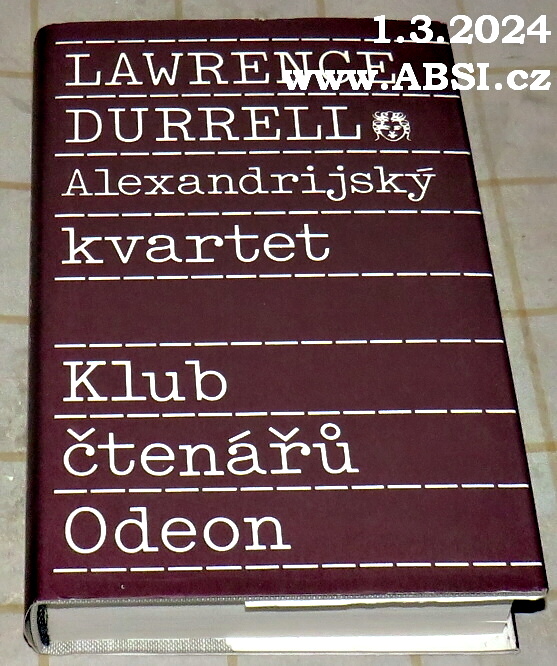 1.3.2024
www.ABSI.cz
LAWRENCE
DURRELL
Alexandrijský
kvartet
Klub
čtenářů
Odeon